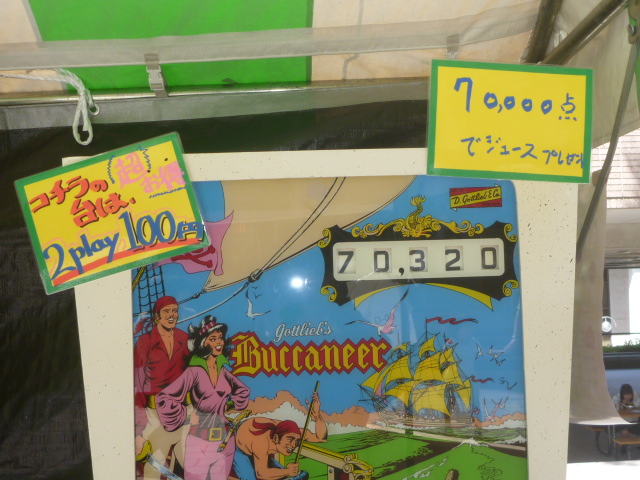 超
お得
コチラの
台は、
2play 100円
70,000点
でジュース プレゼント
D. Gottlieb & Co.
70,320
Gottlieb's
Buccaneer